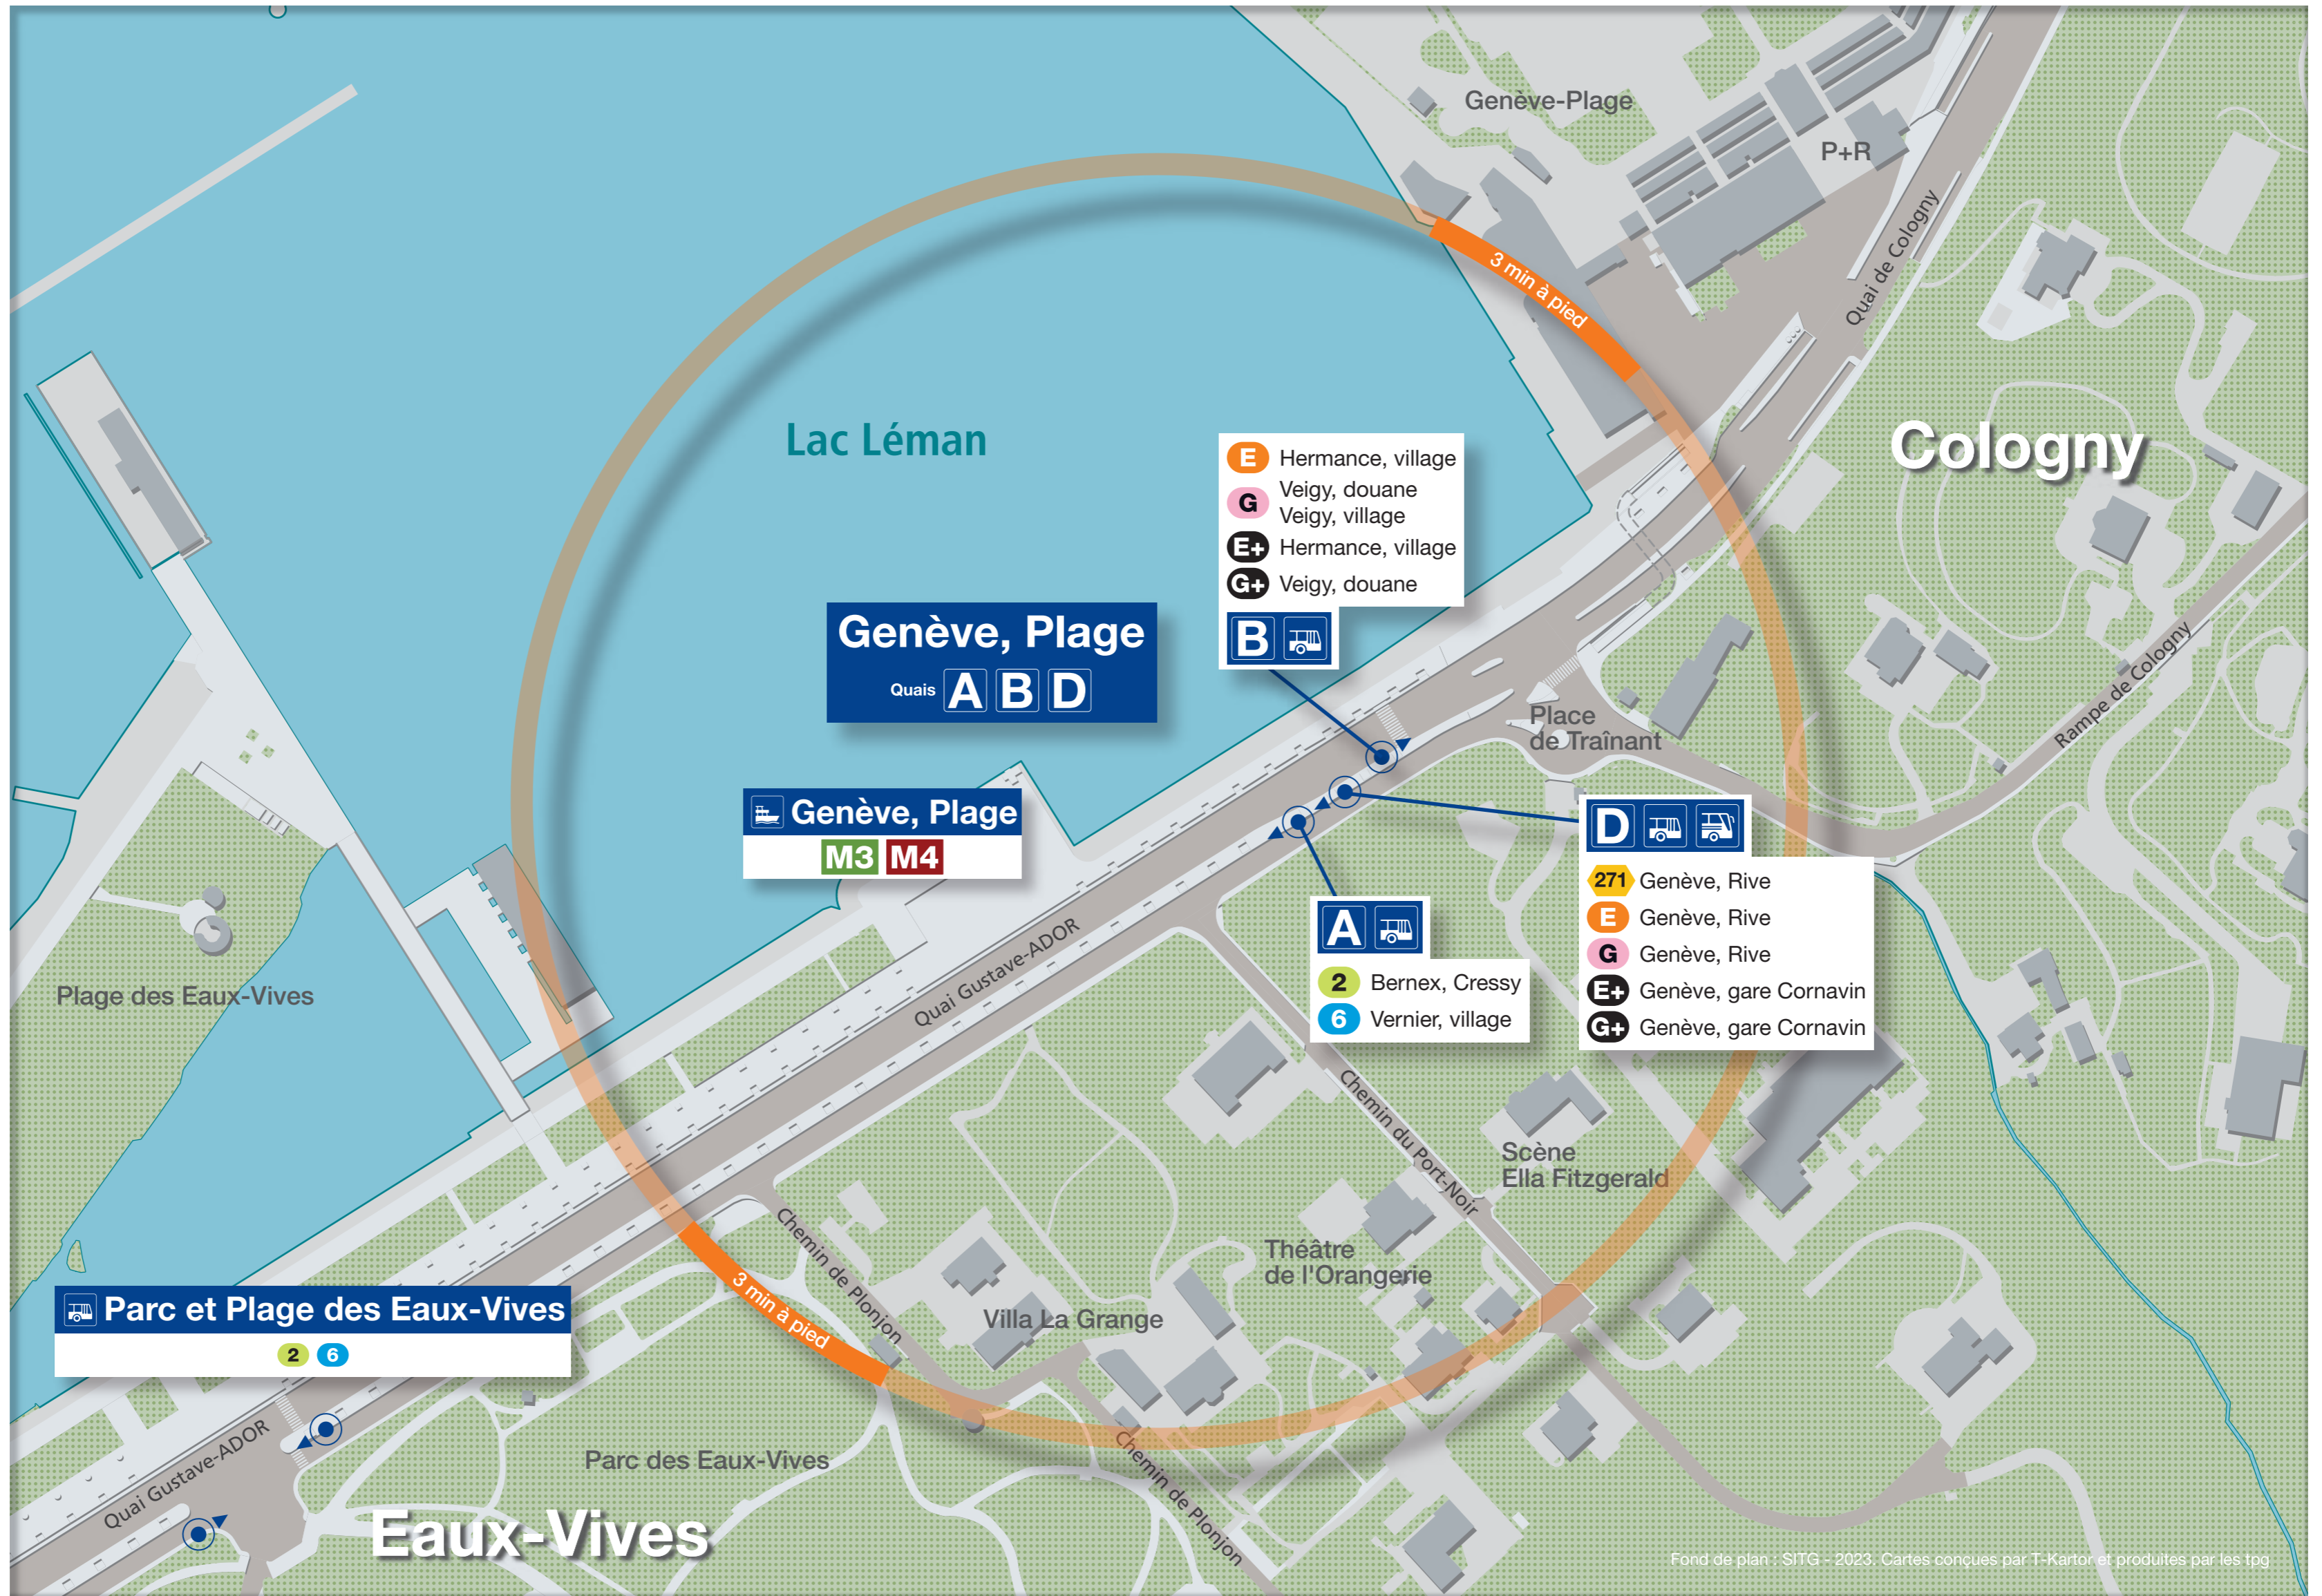 Genève-Plage
P+R
Quai de Cologny
3 min à pied
Lac Léman
Cologny
E Hermance, village
G Veigy, douane
Veigy, village
E+ Hermance, village
G+ Veigy, douane
B
Genève, Plage
Quais A B D
Place
de Traînant
Rampe de Cologny
Genève, Plage
M3 M4
D
271 Genève, Rive
E Genève, Rive
G Genève, Rive
E+ Genève, gare Cornavin
G+ Genève, gare Cornavin
A
2 Bernex, Cressy
6 Vernier, village
Quai Gustave-ADOR
Plage des Eaux-Vives
Chemin du Port-Noir
Scène
Ella Fitzgerald
Théâtre
de l'Orangerie
Chemin de Plonjon
Villa La Grange
3 min à pied
Parc et Plage des Eaux-Vives
2 6
Quai Gustave-ADOR
Parc des Eaux-Vives
Chemin de Plonjon
Eaux-Vives
Fond de plan : SITG - 2023. Cartes conçues par T-Kartor et produites par les tpg